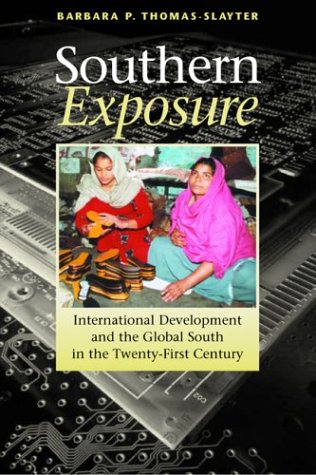 BARBARA P. THOMAS-SLAYTER
Southern
Exposure
International Development
and the Global South
in the Twenty-First Century